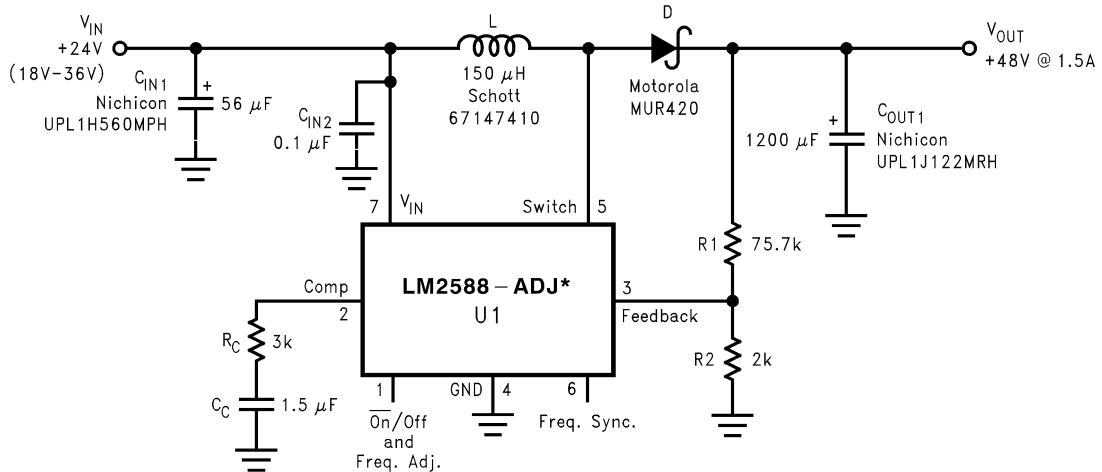 V_IN
+24V
(18V–36V)
C_IN1
Nichicon
UPL1H560MPH
+
56 μF
C_IN2
0.1 μF
L
150 μH
Schott
67147410
D
Motorola
MUR420
V_OUT
+48V @ 1.5A
+
1200 μF
C_OUT1
Nichicon
UPL1J122MRH
7
V_IN
Switch
5
R1
75.7k
LM2588–ADJ*
U1
Comp
2
3
Feedback
R_C
3k
R2
2k
C_C
1.5 μF
1
GND
4
6
On/Off
and
Freq. Adj.
Freq. Sync.